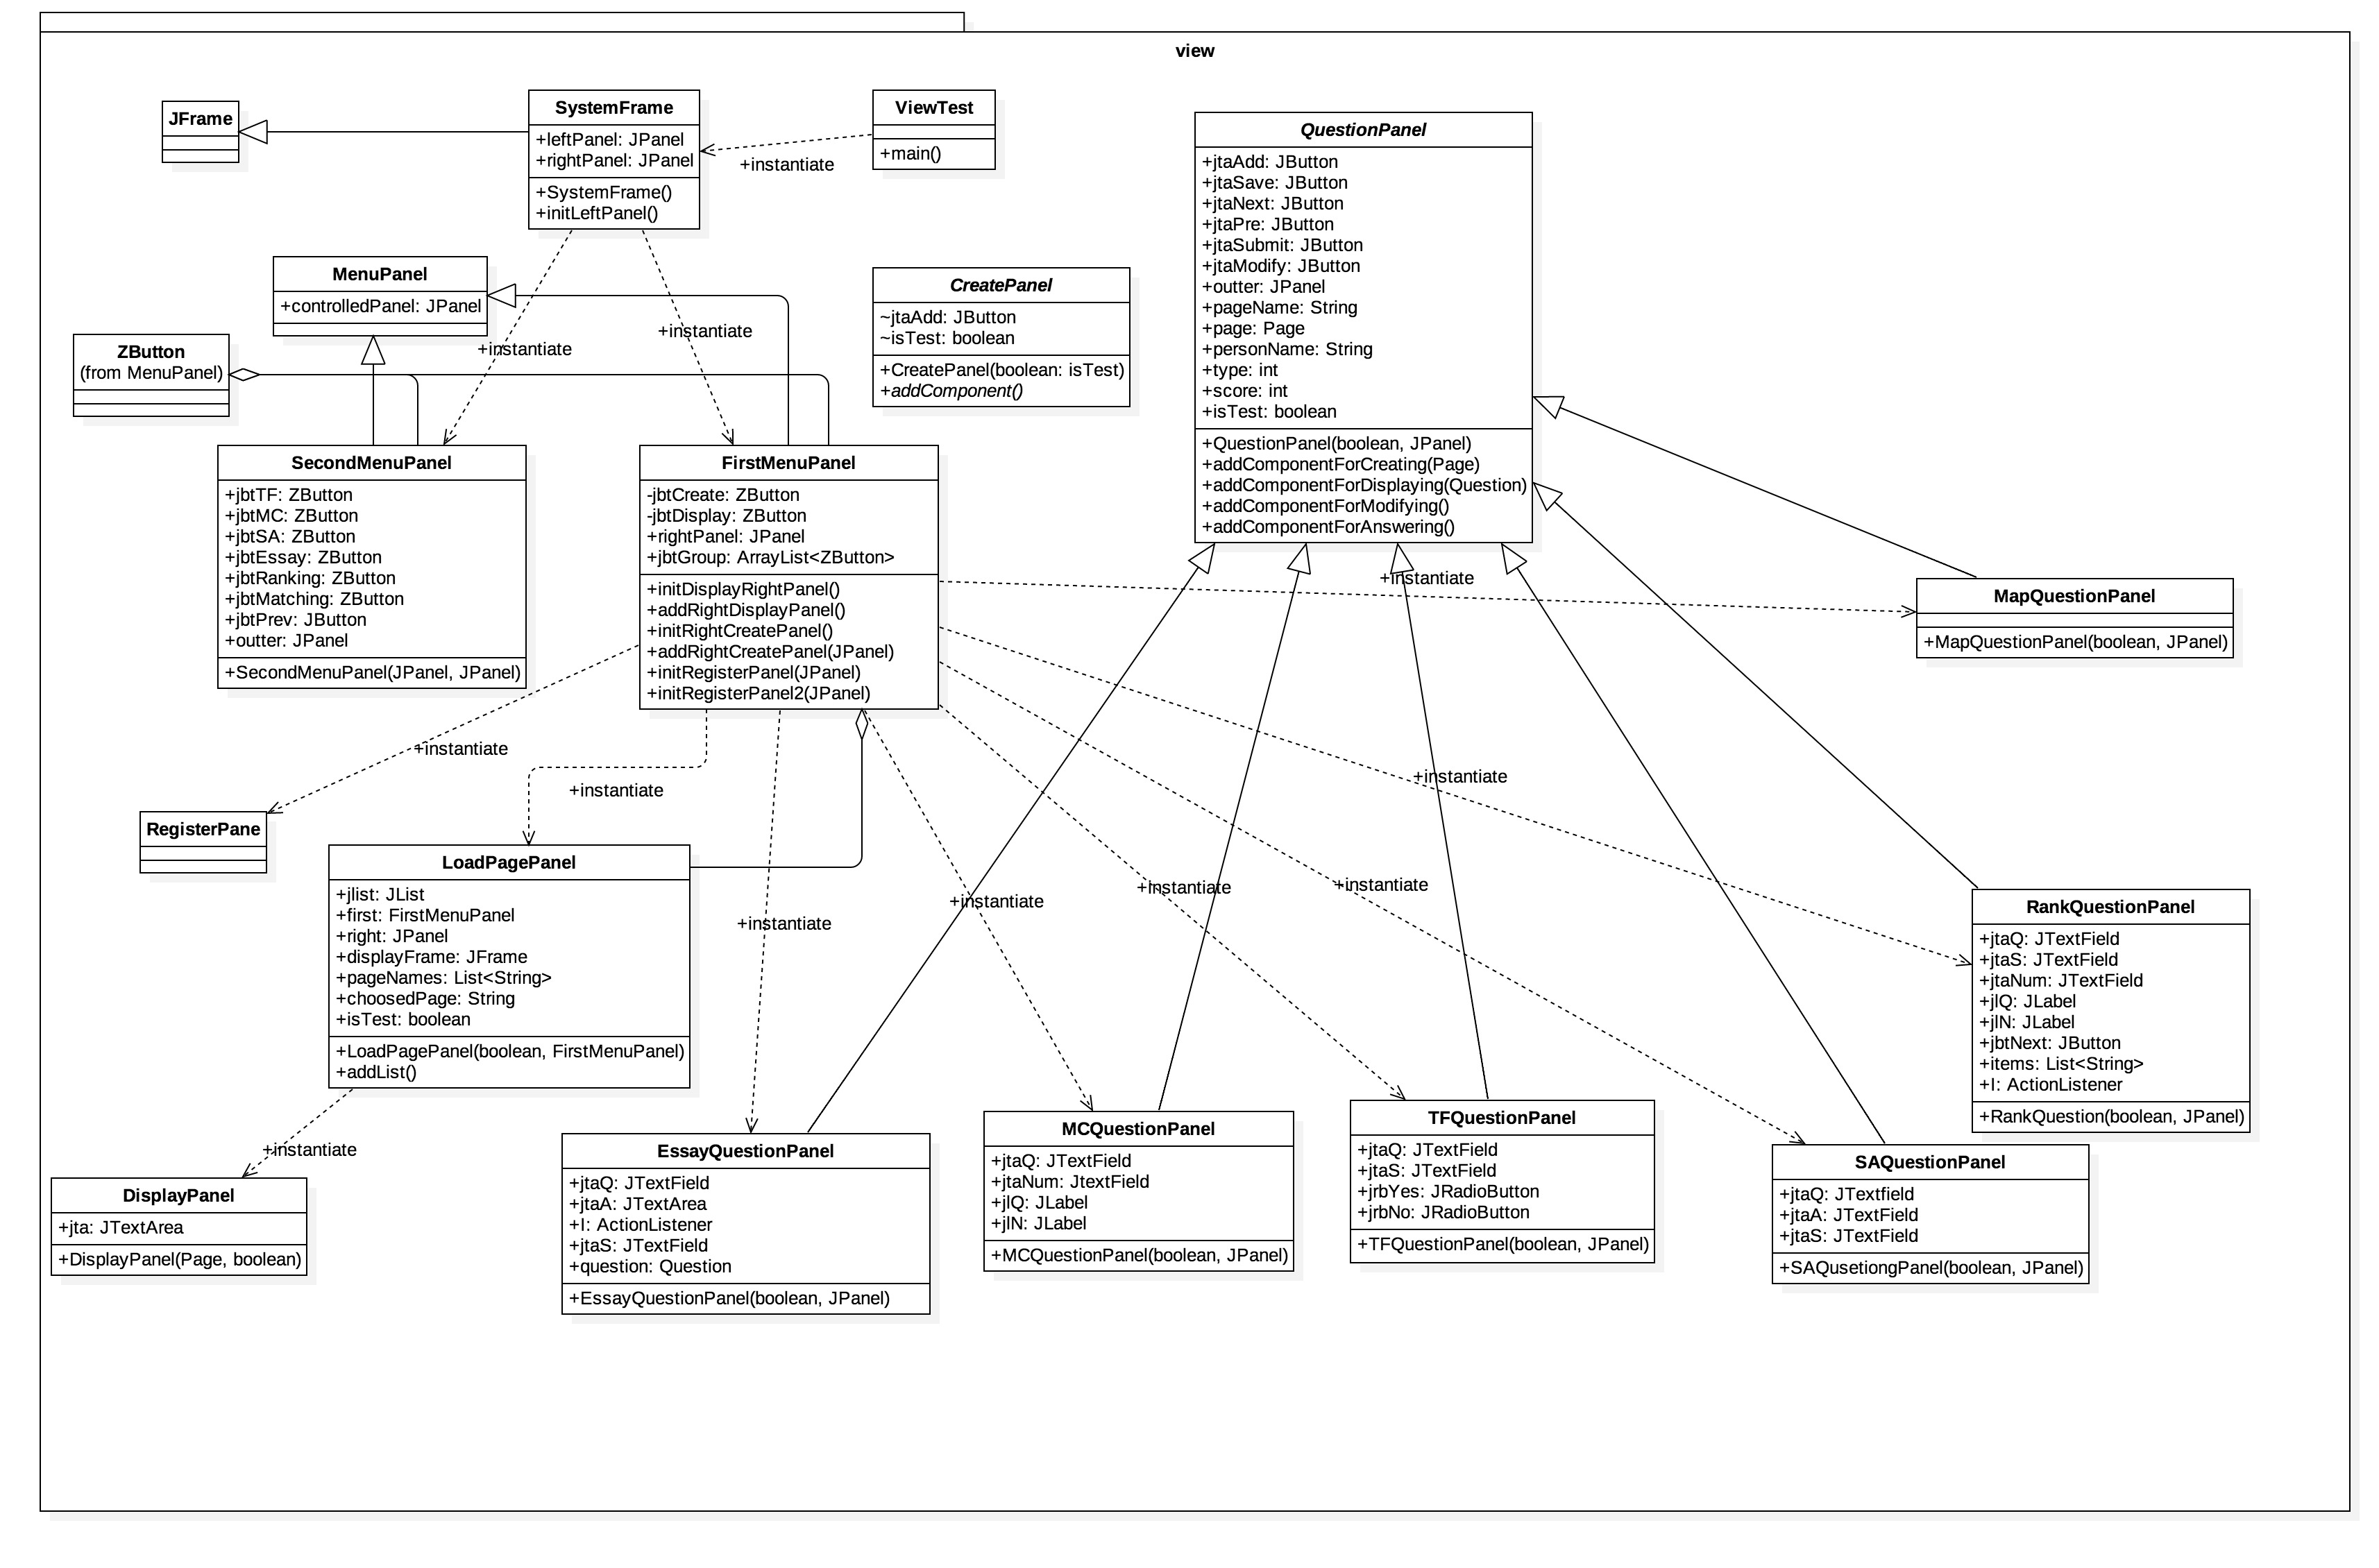 view
JFrame
SystemFrame
+leftPanel: JPanel
+rightPanel: JPanel
+SystemFrame()
+initLeftPanel()
ViewTest
+main()
+instantiate
QuestionPanel
+jtaAdd: JButton
+jtaSave: JButton
+jtaNext: JButton
+jtaPre: JButton
+jtaSubmit: JButton
+jtaModify: JButton
+outter: JPanel
+pageName: String
+page: Page
+personName: String
+type: int
+score: int
+isTest: boolean
+QuestionPanel(boolean, JPanel)
+addComponentForCreating(Page)
+addComponentForDisplaying(Question)
+addComponentForModifying()
+addComponentForAnswering()
MenuPanel
+controlledPanel: JPanel
CreatePanel
~jtaAdd: JButton
~isTest: boolean
+CreatePanel(boolean: isTest)
+addComponent()
ZButton
(from MenuPanel)
+instantiate
+instantiate
SecondMenuPanel
+jbtTF: ZButton
+jbtMC: ZButton
+jbtSA: ZButton
+jbtEssay: ZButton
+jbtRanking: ZButton
+jbtMatching: ZButton
+jbtPrev: JButton
+outter: JPanel
+SecondMenuPanel(JPanel, JPanel)
FirstMenuPanel
-jbtCreate: ZButton
-jbtDisplay: ZButton
+rightPanel: JPanel
+jbtGroup: ArrayList<ZButton>
+initDisplayRightPanel()
+addRightDisplayPanel()
+initRightCreatePanel()
+addRightCreatePanel(JPanel)
+initRegisterPanel(JPanel)
+initRegisterPanel2(JPanel)
+instantiate
MapQuestionPanel
+MapQuestionPanel(boolean, JPanel)
+instantiate
+instantiate
+instantiate
RegisterPane
LoadPagePanel
+jlist: JList
+first: FirstMenuPanel
+right: JPanel
+displayFrame: JFrame
+pageNames: List<String>
+choosedPage: String
+isTest: boolean
+LoadPagePanel(boolean, FirstMenuPanel)
+addList()
+instantiate
+instantiate
+instantiate
+instantiate
RankQuestionPanel
+jtaQ: JTextField
+jtaS: JTextField
+jtaNum: JTextField
+jlQ: JLabel
+jlN: JLabel
+jbtNext: JButton
+items: List<String>
+I: ActionListener
+RankQuestion(boolean, JPanel)
+instantiate
DisplayPanel
+jta: JTextArea
+DisplayPanel(Page, boolean)
EssayQuestionPanel
+jtaQ: JTextField
+jtaA: JTextArea
+I: ActionListener
+jtaS: JTextField
+question: Question
+EssayQuestionPanel(boolean, JPanel)
MCQuestionPanel
+jtaQ: JTextField
+jtaNum: JtextField
+jlQ: JLabel
+jlN: JLabel
+MCQuestionPanel(boolean, JPanel)
TFQuestionPanel
+jtaQ: JTextField
+jtaS: JTextField
+jrbYes: JRadioButton
+jrbNo: JRadioButton
+TFQuestionPanel(boolean, JPanel)
SAQuestionPanel
+jtaQ: JTextfield
+jtaA: JTextField
+jtaS: JTextField
+SAQusetiongPanel(boolean, JPanel)